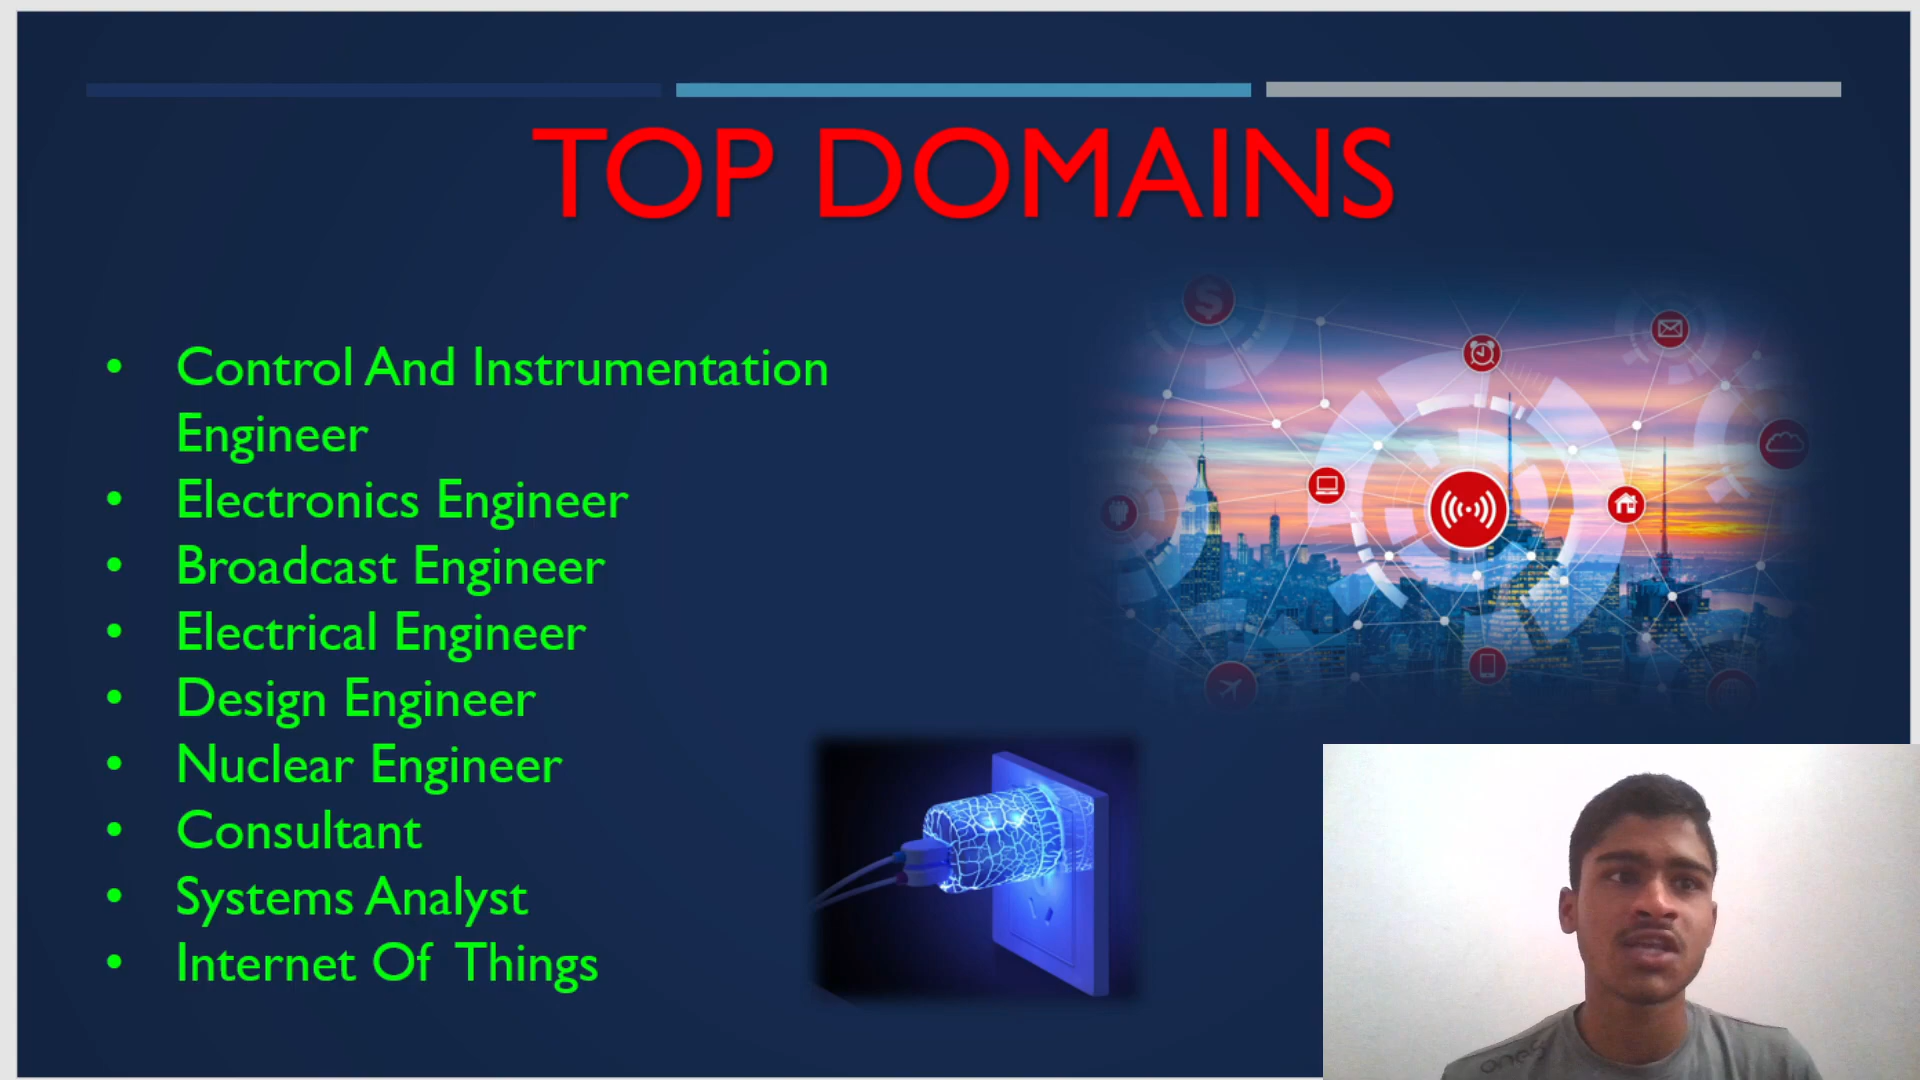 TOP DOMAINS
• Control And Instrumentation
Engineer
• Electronics Engineer
• Broadcast Engineer
• Electrical Engineer
• Design Engineer
• Nuclear Engineer
• Consultant
• Systems Analyst
• Internet Of Things
ones